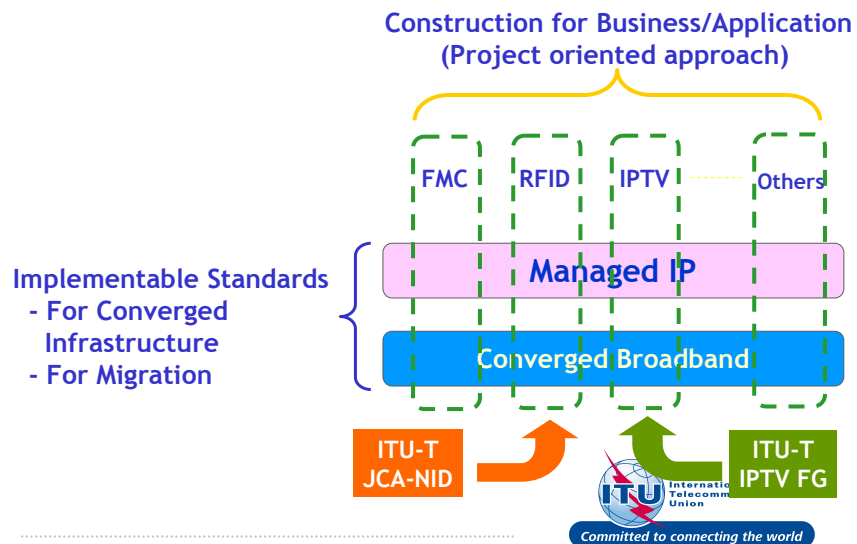 Construction for Business/Application
(Project oriented approach)
FMC
RFID
IPTV
Others
Managed IP
Implementable Standards
- For Converged
Infrastructure
- For Migration
Converged Broadband
ITU-T
JCA-NID
ITU-T
IPTV FG
ITU
Union
Committed to connecting the world